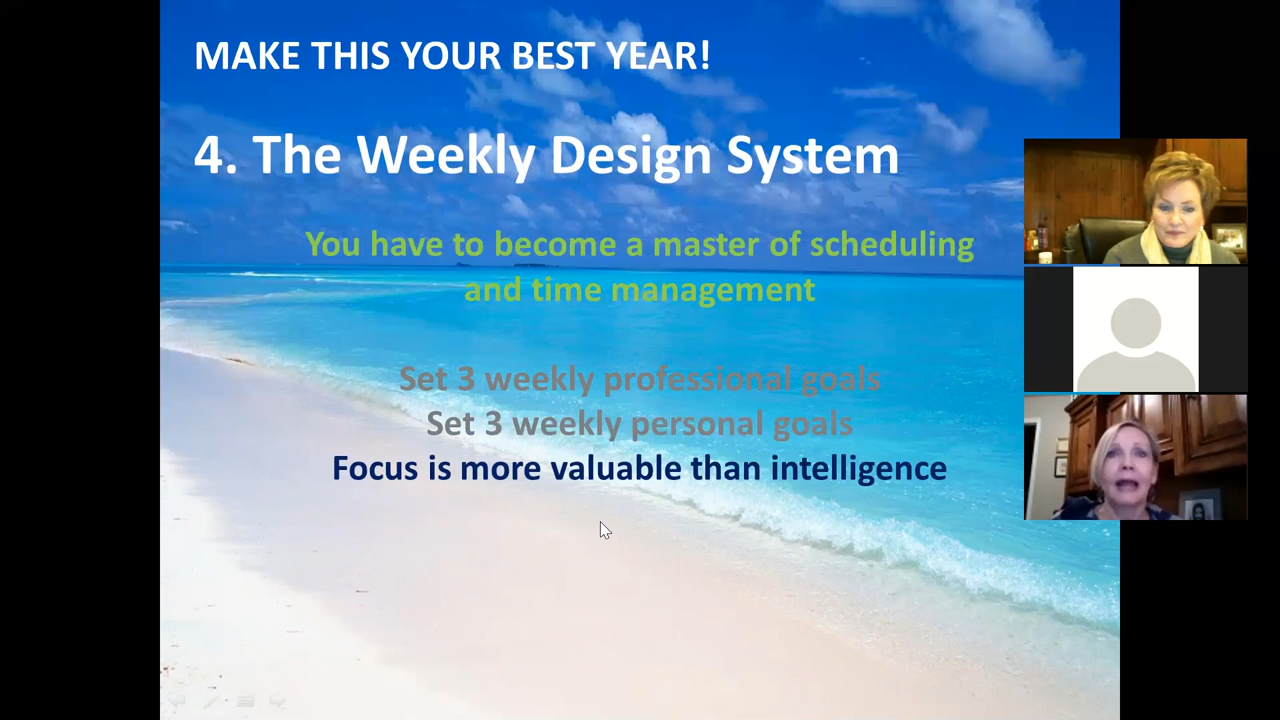 MAKE THIS YOUR BEST YEAR!
4. The Weekly Design System
You have to become a master of scheduling
and time management
Set 3 weekly professional goals
Set 3 weekly personal goals
Focus is more valuable than intelligence